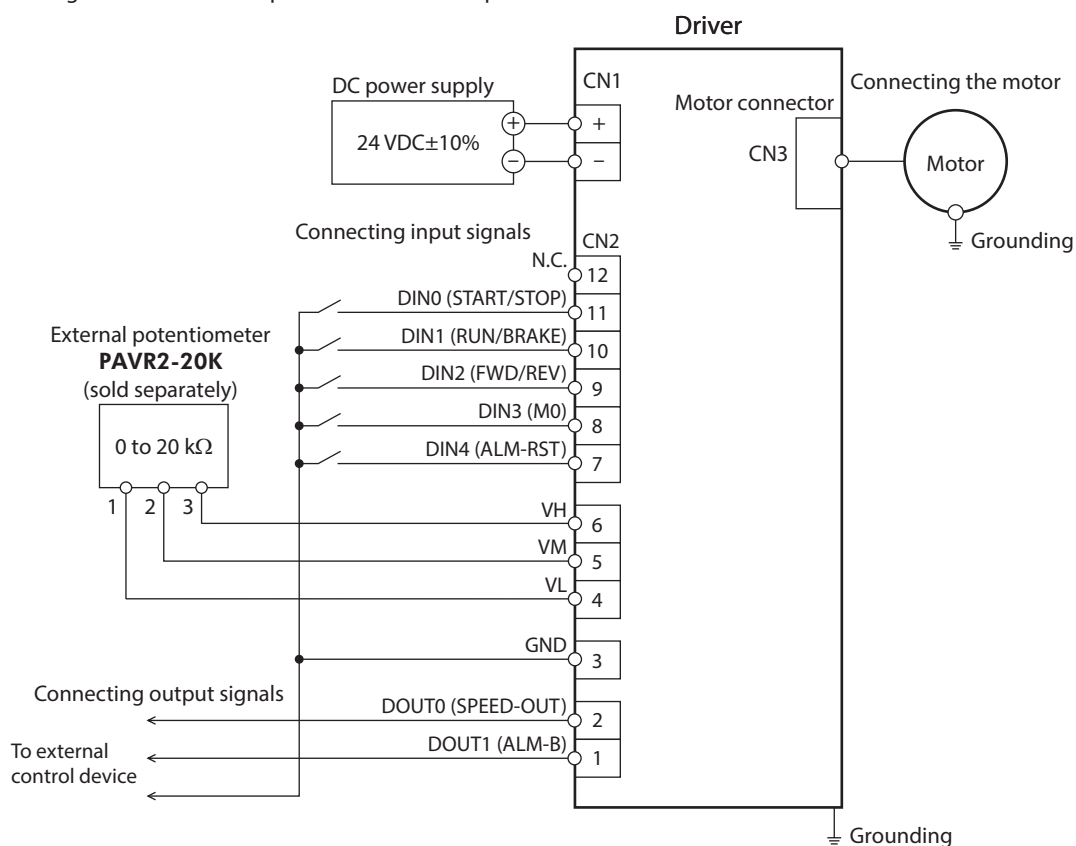 Driver
DC power supply
24 VDC±10%
+
−
CN1
+
−
Motor connector
CN3
Connecting the motor
Motor
Grounding
Connecting input signals
CN2
N.C.
12
DIN0 (START/STOP)
11
DIN1 (RUN/BRAKE)
10
DIN2 (FWD/REV)
9
DIN3 (M0)
8
DIN4 (ALM-RST)
7
External potentiometer
PAVR2-20K
(sold separately)
0 to 20 kΩ
1 2 3
VH
6
VM
5
VL
4
GND
3
Connecting output signals
DOUT0 (SPEED-OUT)
2
DOUT1 (ALM-B)
1
To external
control device
Grounding